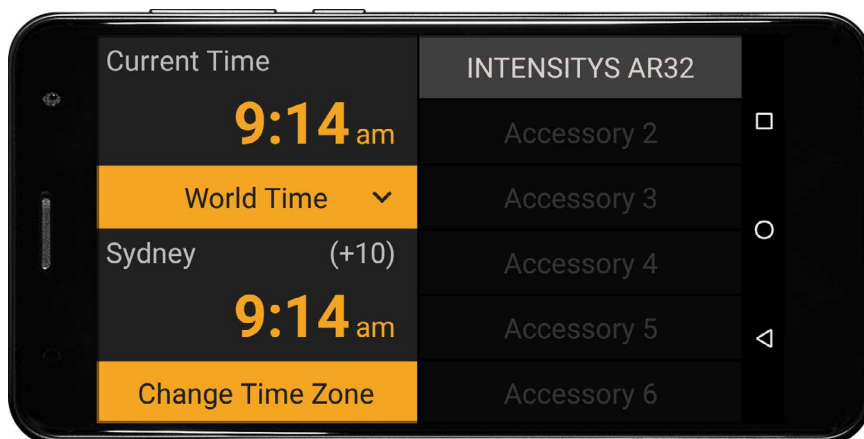 Current Time
9:14 am
World Time
Sydney (+10)
9:14 am
Change Time Zone
INTENSITYS AR32
Accessory 2
Accessory 3
Accessory 4
Accessory 5
Accessory 6